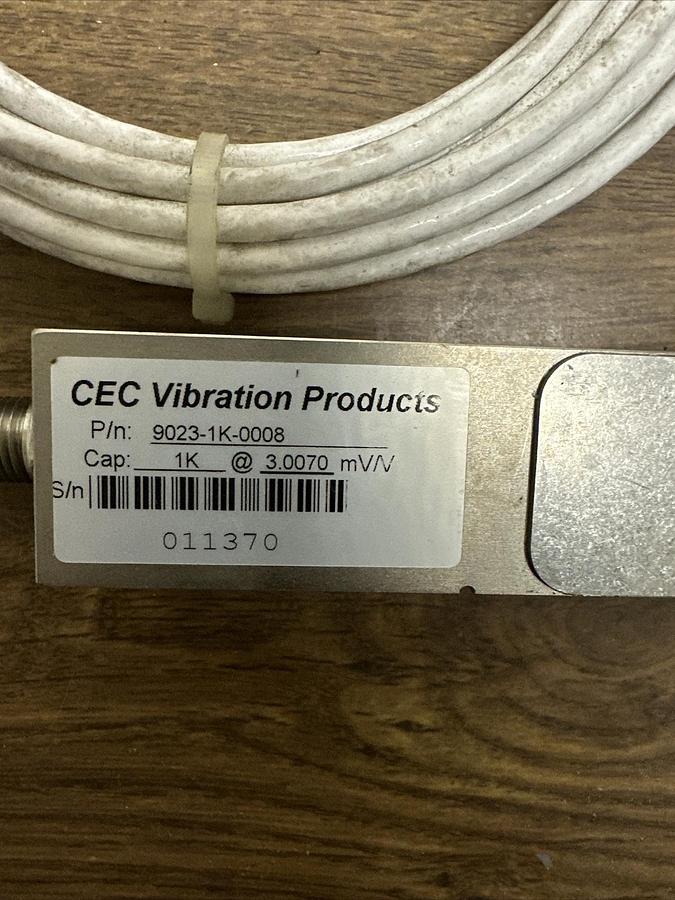 CEC Vibration Products
P/n: 9023-1K-0008
Cap: 1K @ 3.0070 mV/V
S/n
011370